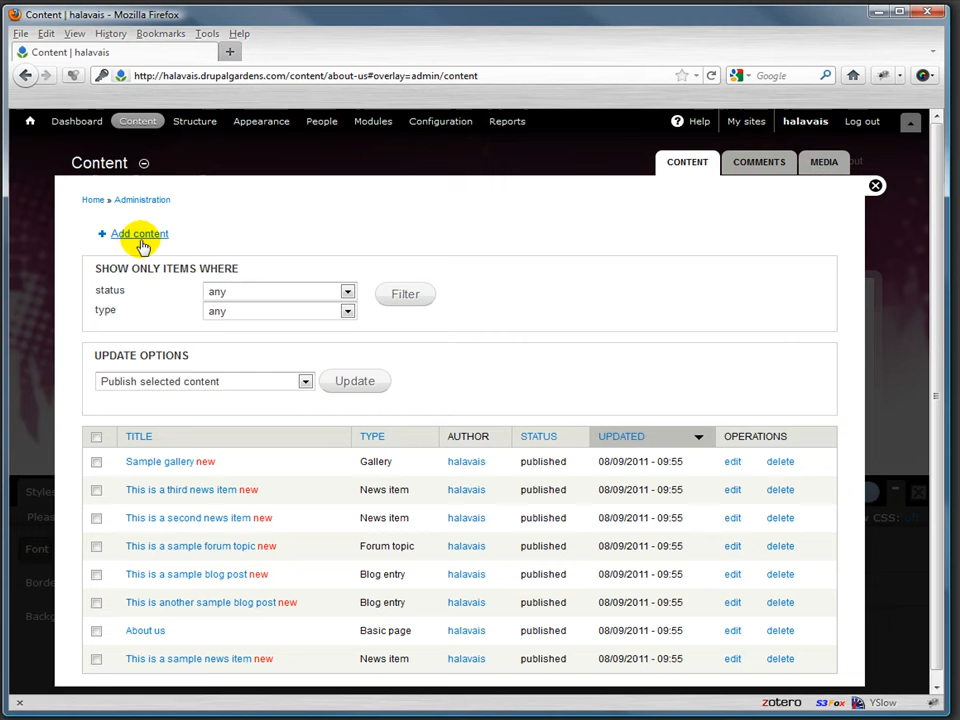 Content | halavais - Mozilla Firefox
File Edit View History Bookmarks Tools Help
Content | halavais
http://halavais.drupalgardens.com/content/about-us#overlay=admin/content
Google
Dashboard Content Structure Appearance People Modules Configuration Reports Help My sites halavais Log out
Content
CONTENT COMMENTS MEDIA out
Home » Administration
Add content
SHOW ONLY ITEMS WHERE
status any Filter
type any
UPDATE OPTIONS
Publish selected content Update
TITLE TYPE AUTHOR STATUS UPDATED OPERATIONS
Sample gallery new Gallery halavais published 08/09/2011 - 09:55 edit delete
This is a third news item new News item halavais published 08/09/2011 - 09:55 edit delete
This is a second news item new News item halavais published 08/09/2011 - 09:55 edit delete
This is a sample forum topic new Forum topic halavais published 08/09/2011 - 09:55 edit delete
This is a sample blog post new Blog entry halavais published 08/09/2011 - 09:55 edit delete
This is another sample blog post new Blog entry halavais published 08/09/2011 - 09:55 edit delete
About us Basic page halavais published 08/09/2011 - 09:55 edit delete
This is a sample news item new News item halavais published 08/09/2011 - 09:55 edit delete
Styles
Pleas
CSS: off
Font
Borde
Backg
zotero S3Fox YSlow